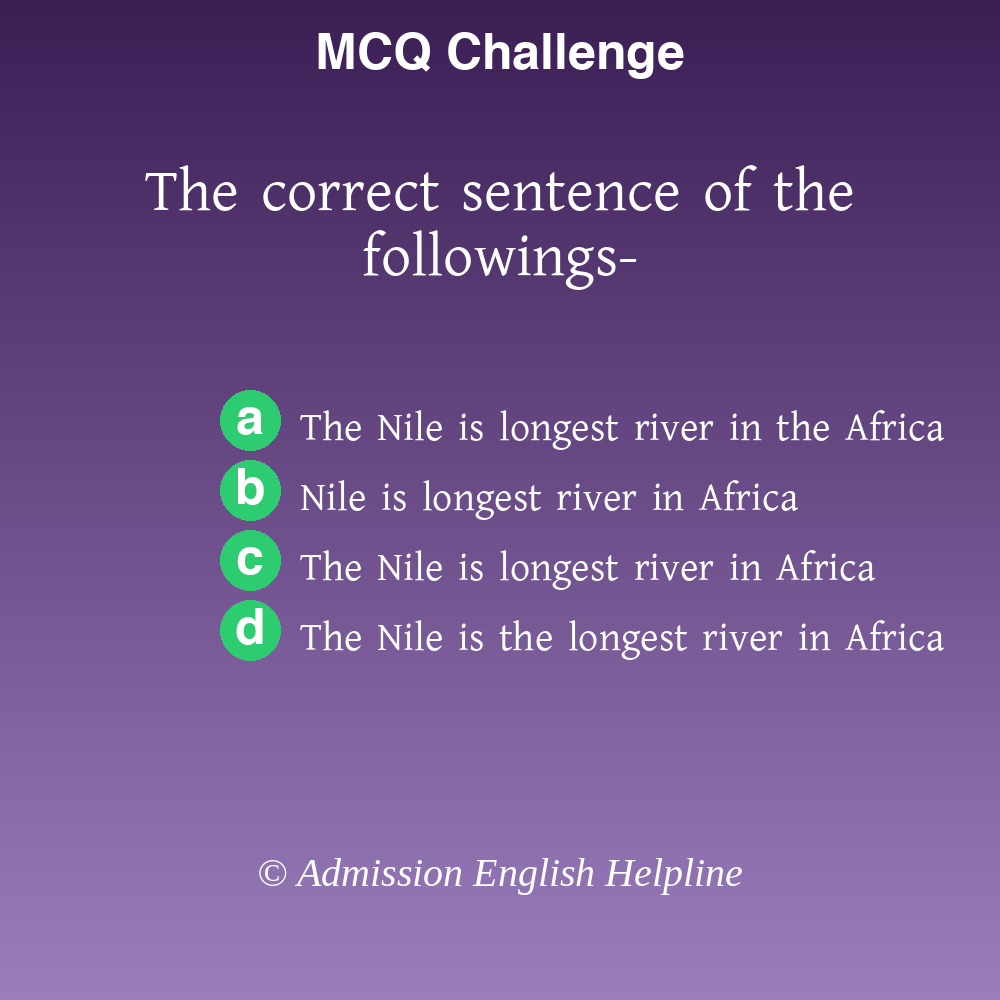 MCQ Challenge
The correct sentence of the
followings-
a The Nile is longest river in the Africa
b Nile is longest river in Africa
c The Nile is longest river in Africa
d The Nile is the longest river in Africa
© Admission English Helpline